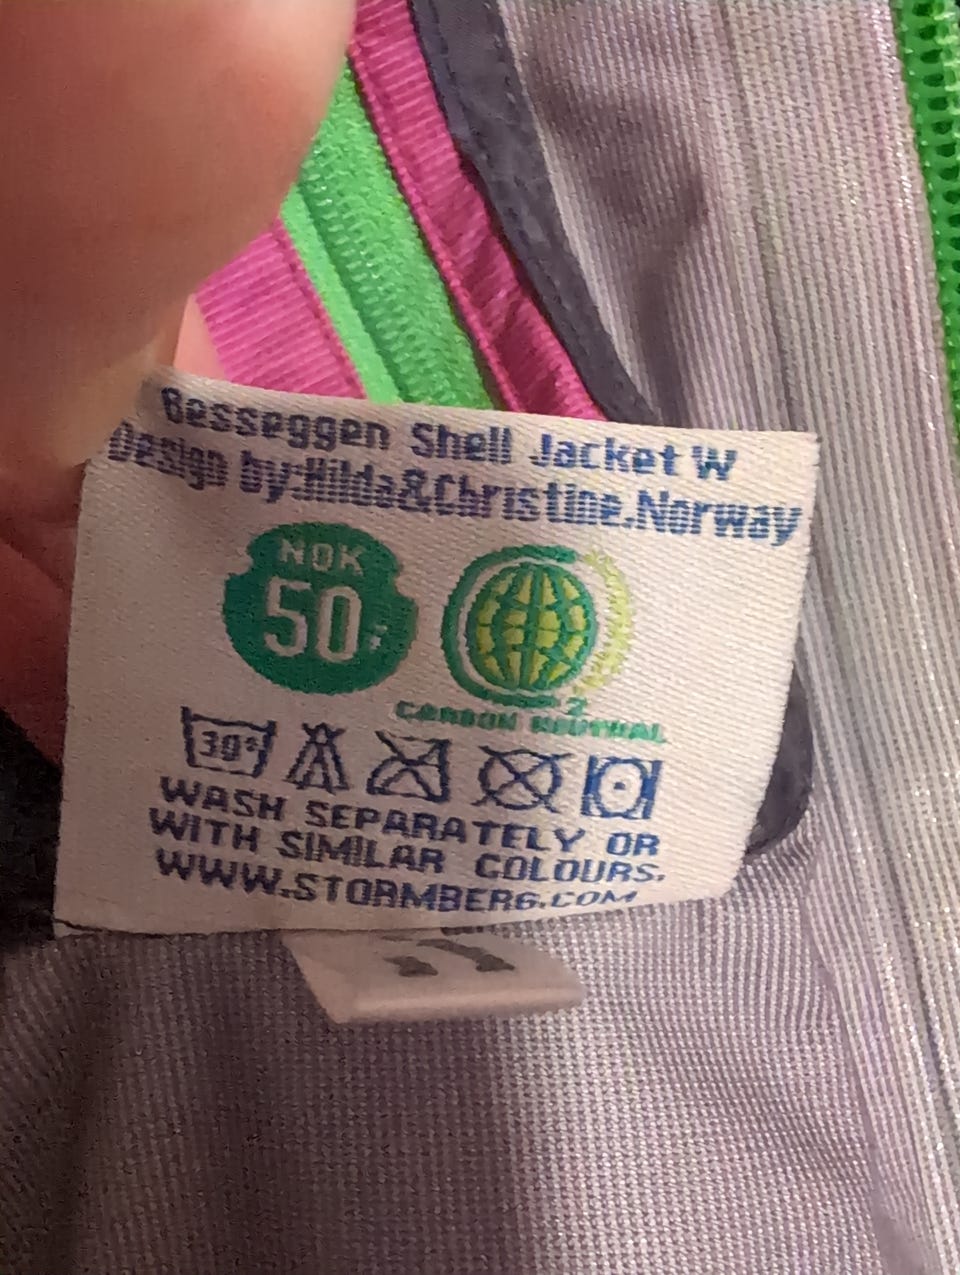 Besseggen Shell Jacket W
Design by:Hilda&Christine.Norway
NOK
50,-
2
CARBON NEUTRAL
30°
WASH SEPARATELY OR
WITH SIMILAR COLOURS.
WWW.STORMBERG.COM